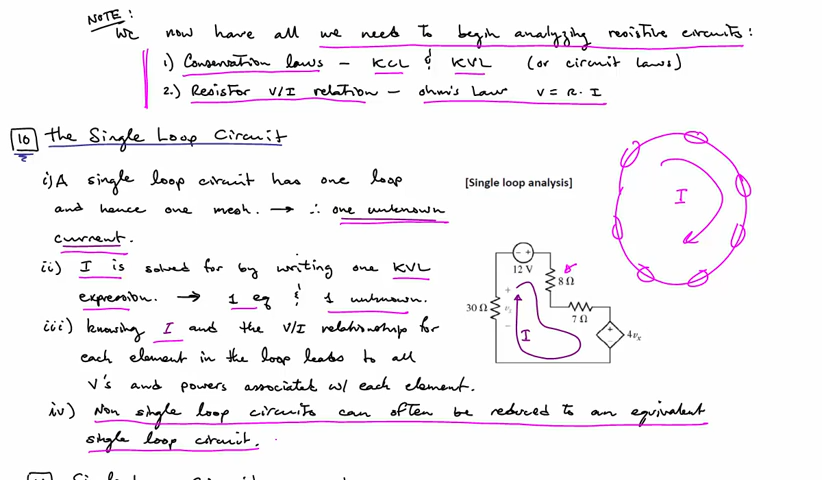 NOTE:
We now have all we need to begin analyzing resistive circuits:
1) Conservation laws - KCL & KVL (or circuit laws)
2.) Resistor V/I relation - ohm's law V = R · I
10 the Single Loop Circuit
i) A single loop circuit has one loop
and hence one mesh. → ∴ one unknown
current.
ii) I is solved for by writing one KVL
expression. → 1 eq & 1 unknown.
iii) knowing I and the V/I relationship for
each element in the loop leads to all
V's and powers associated w/ each element.
iv) Non single loop circuits can often be reduced to an equivalent
single loop circuit.
[Single loop analysis]
I
- +
12 V
8 Ω
30 Ω
+
-
7 Ω
I
+
-
4vx